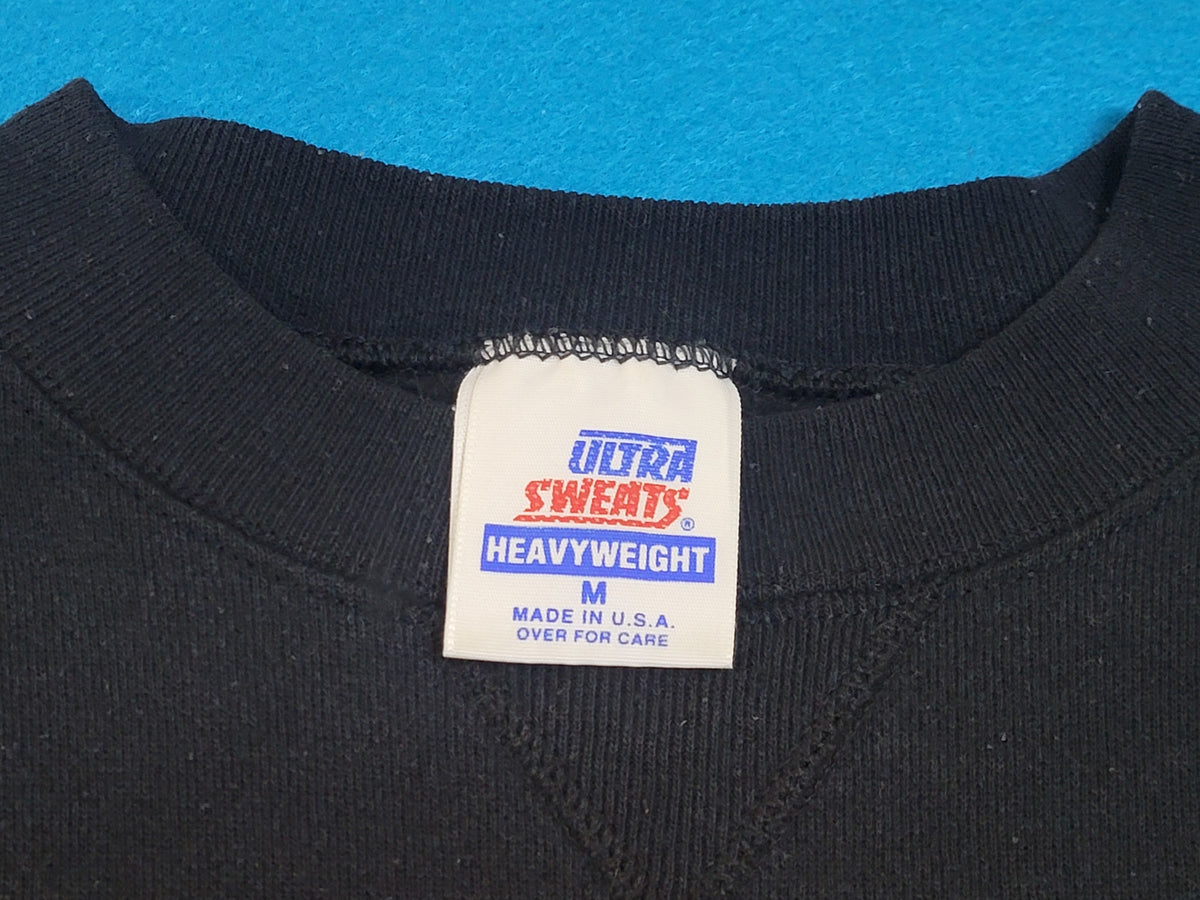 ULTRA
SWEATS®
HEAVYWEIGHT
M
MADE IN U.S.A.
OVER FOR CARE